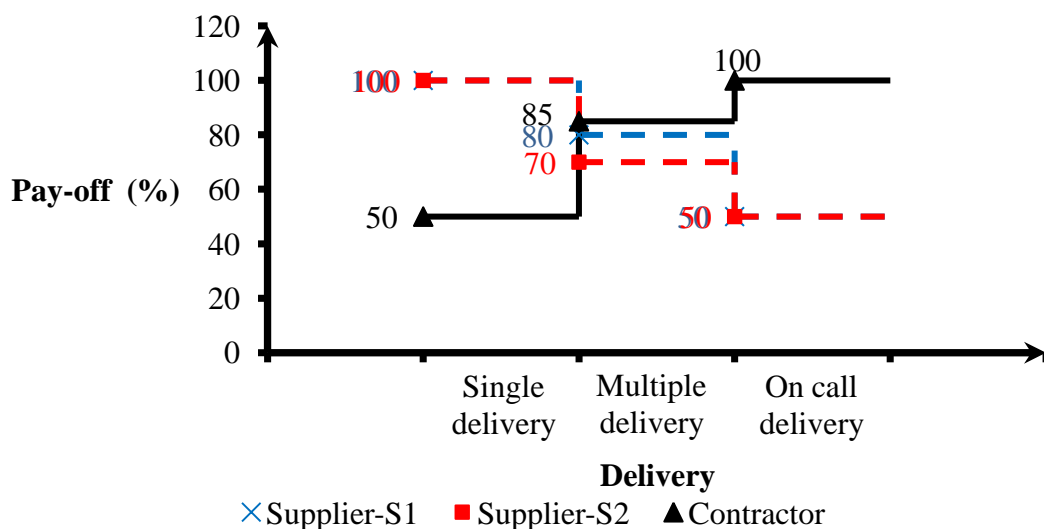 120
100
100
100
100
85
80
80
70
Pay-off (%)
60
50
50
50
40
20
0
Single delivery
Multiple delivery
On call delivery
Delivery
Supplier-S1
Supplier-S2
Contractor